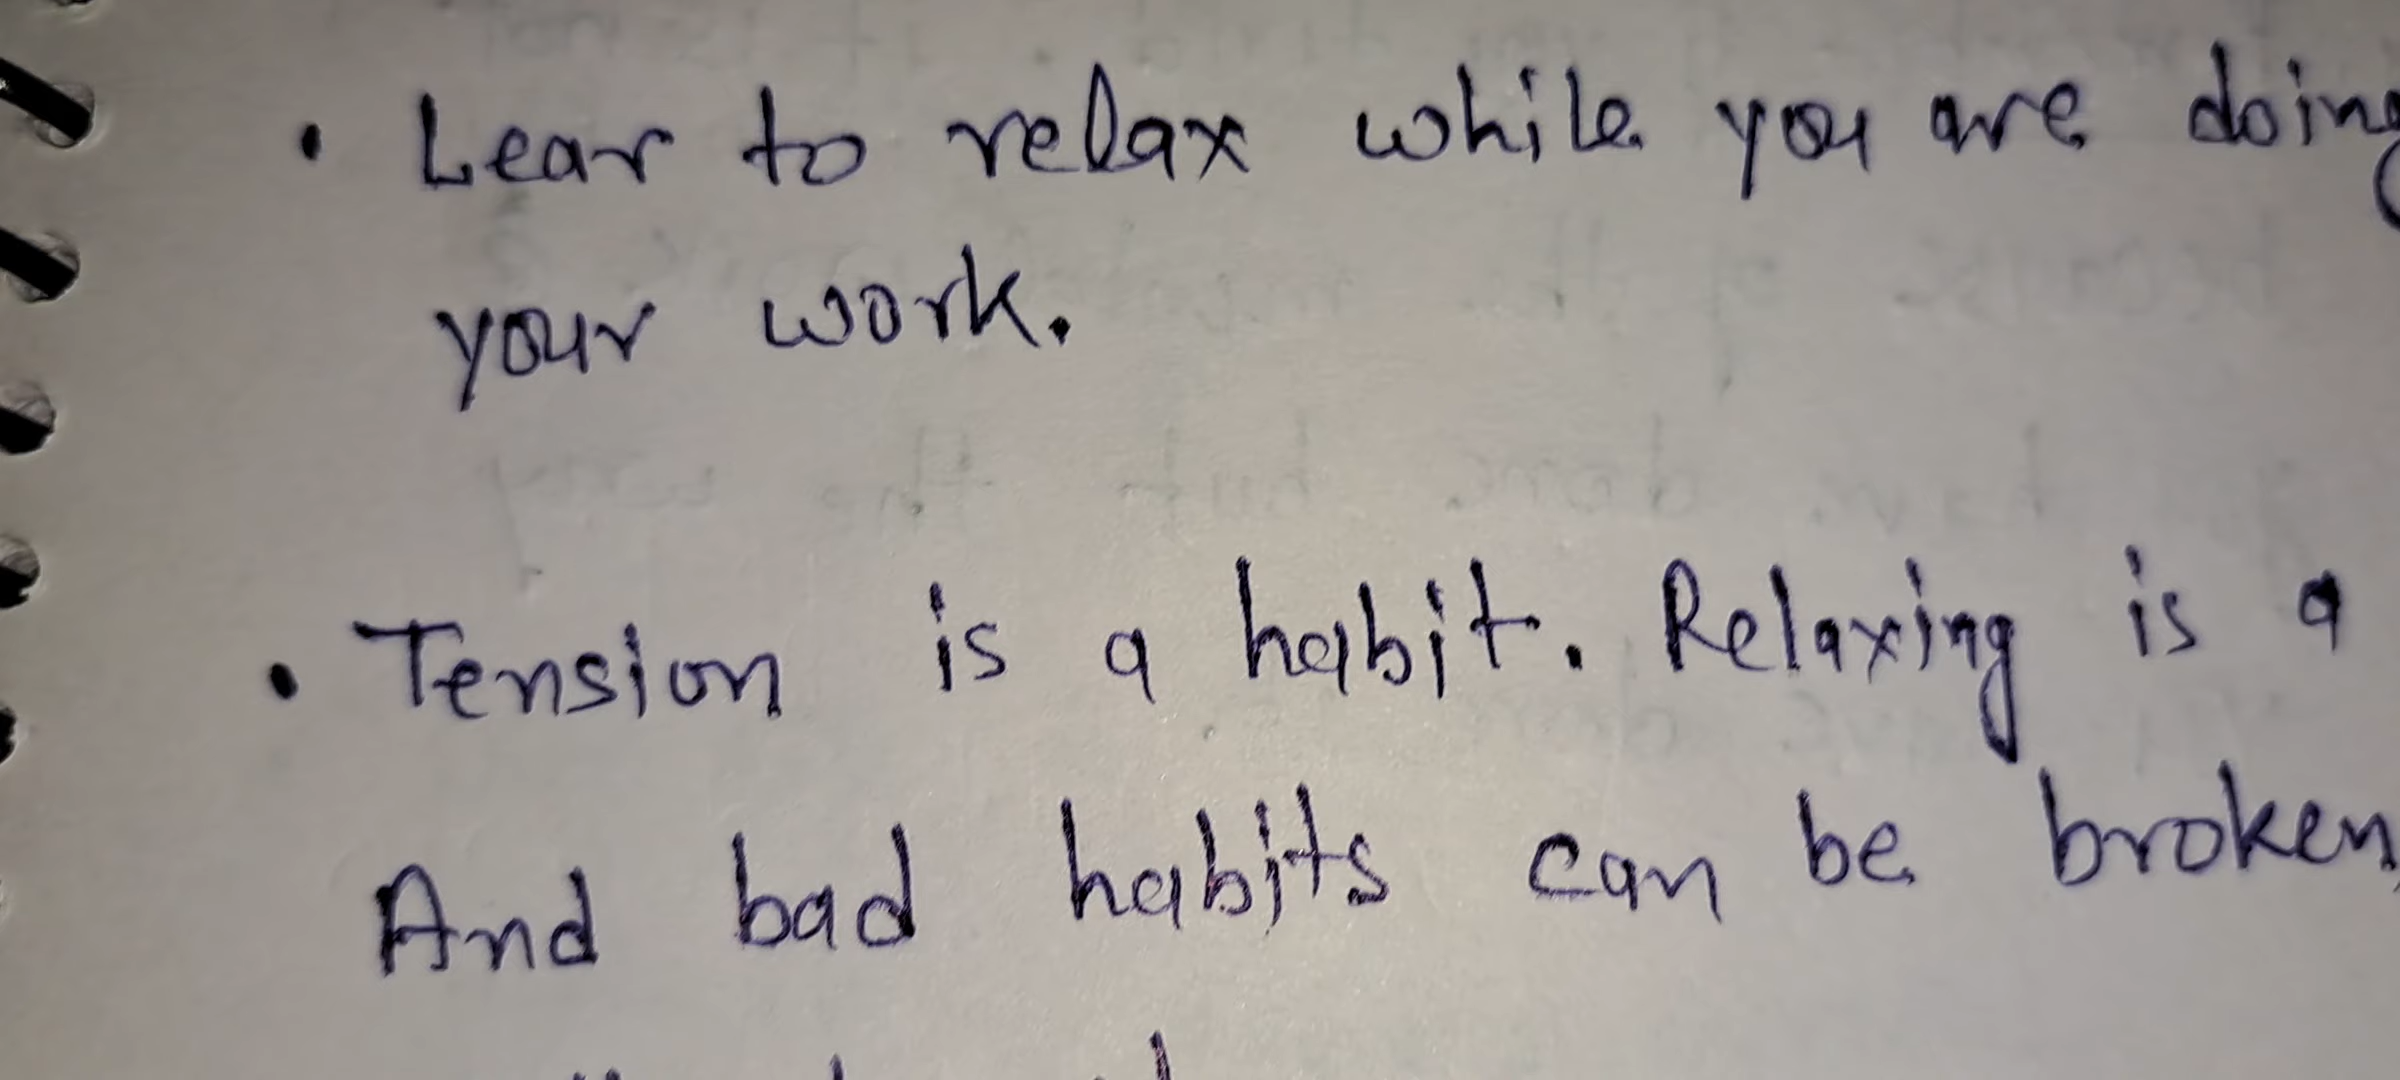 • Lear to relax while you are doing
your work.
• Tension is a habit. Relaxing is a
And bad habits can be broken,